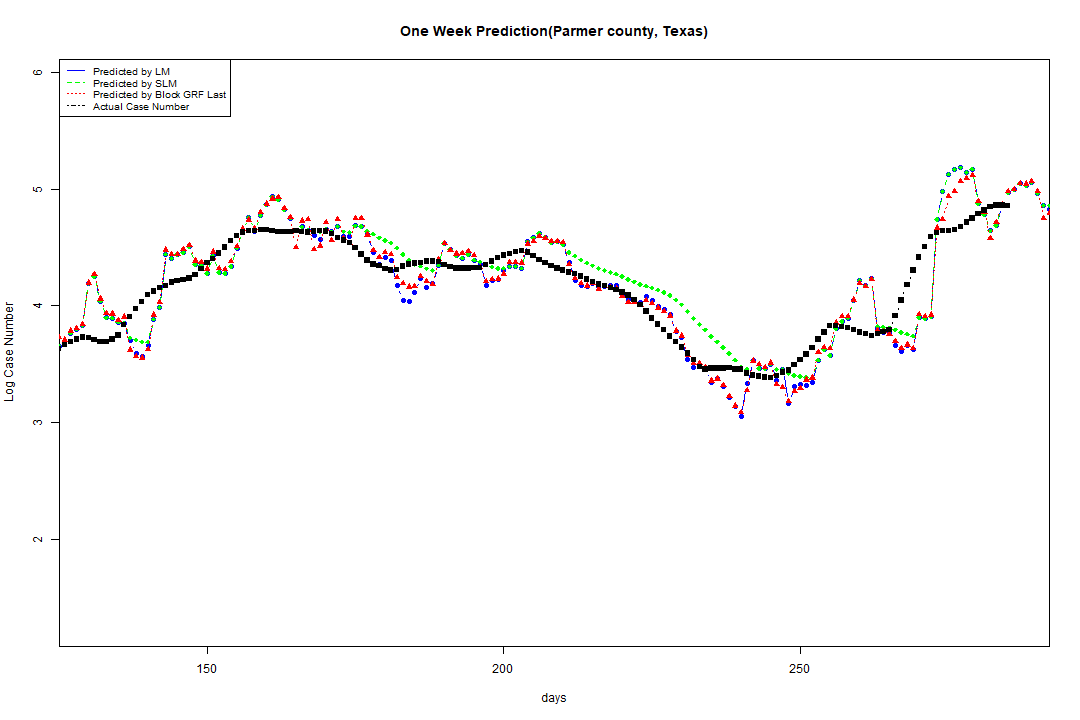 One Week Prediction(Parmer county, Texas)
Predicted by LM
Predicted by SLM
Predicted by Block GRF Last
Actual Case Number
6
5
4
3
2
Log Case Number
150
200
250
days